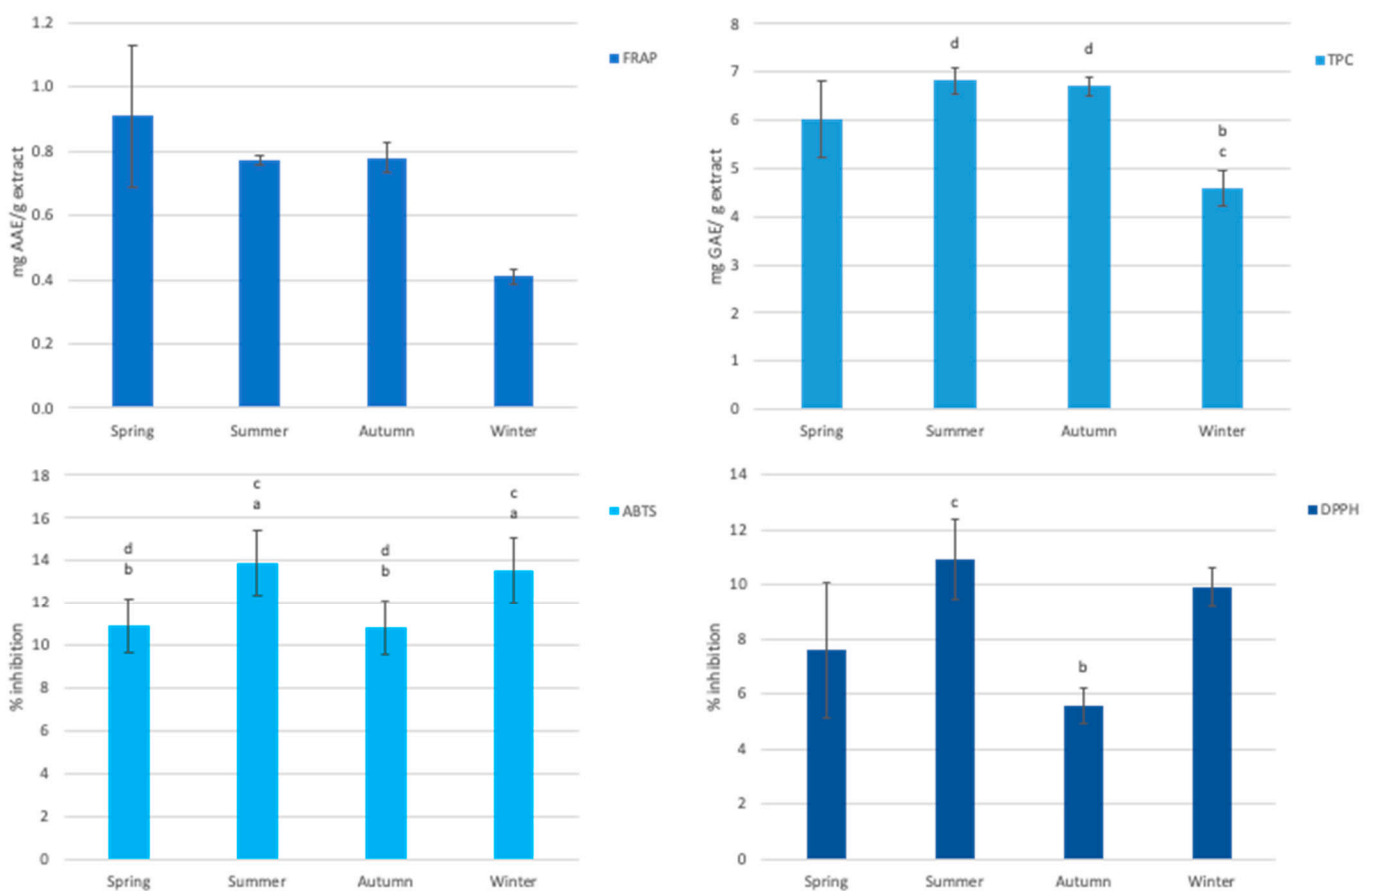 1.2
1.0
0.8
0.6
0.4
0.2
0.0
mg AAE/g extract
Spring
Summer
Autumn
Winter
FRAP
8
7
6
5
4
3
2
1
0
mg GAE/ g extract
d
d
b
c
Spring
Summer
Autumn
Winter
TPC
18
16
14
12
10
8
6
4
2
0
% inhibition
d
b
c
a
d
b
c
a
Spring
Summer
Autumn
Winter
ABTS
14
12
10
8
6
4
2
0
% inhibition
c
b
Spring
Summer
Autumn
Winter
DPPH